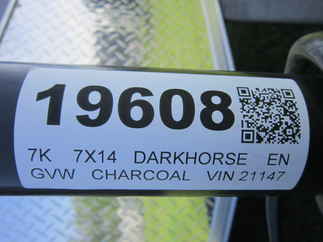 19608
7K 7X14 DARKHORSE EN
GVW CHARCOAL VIN 21147